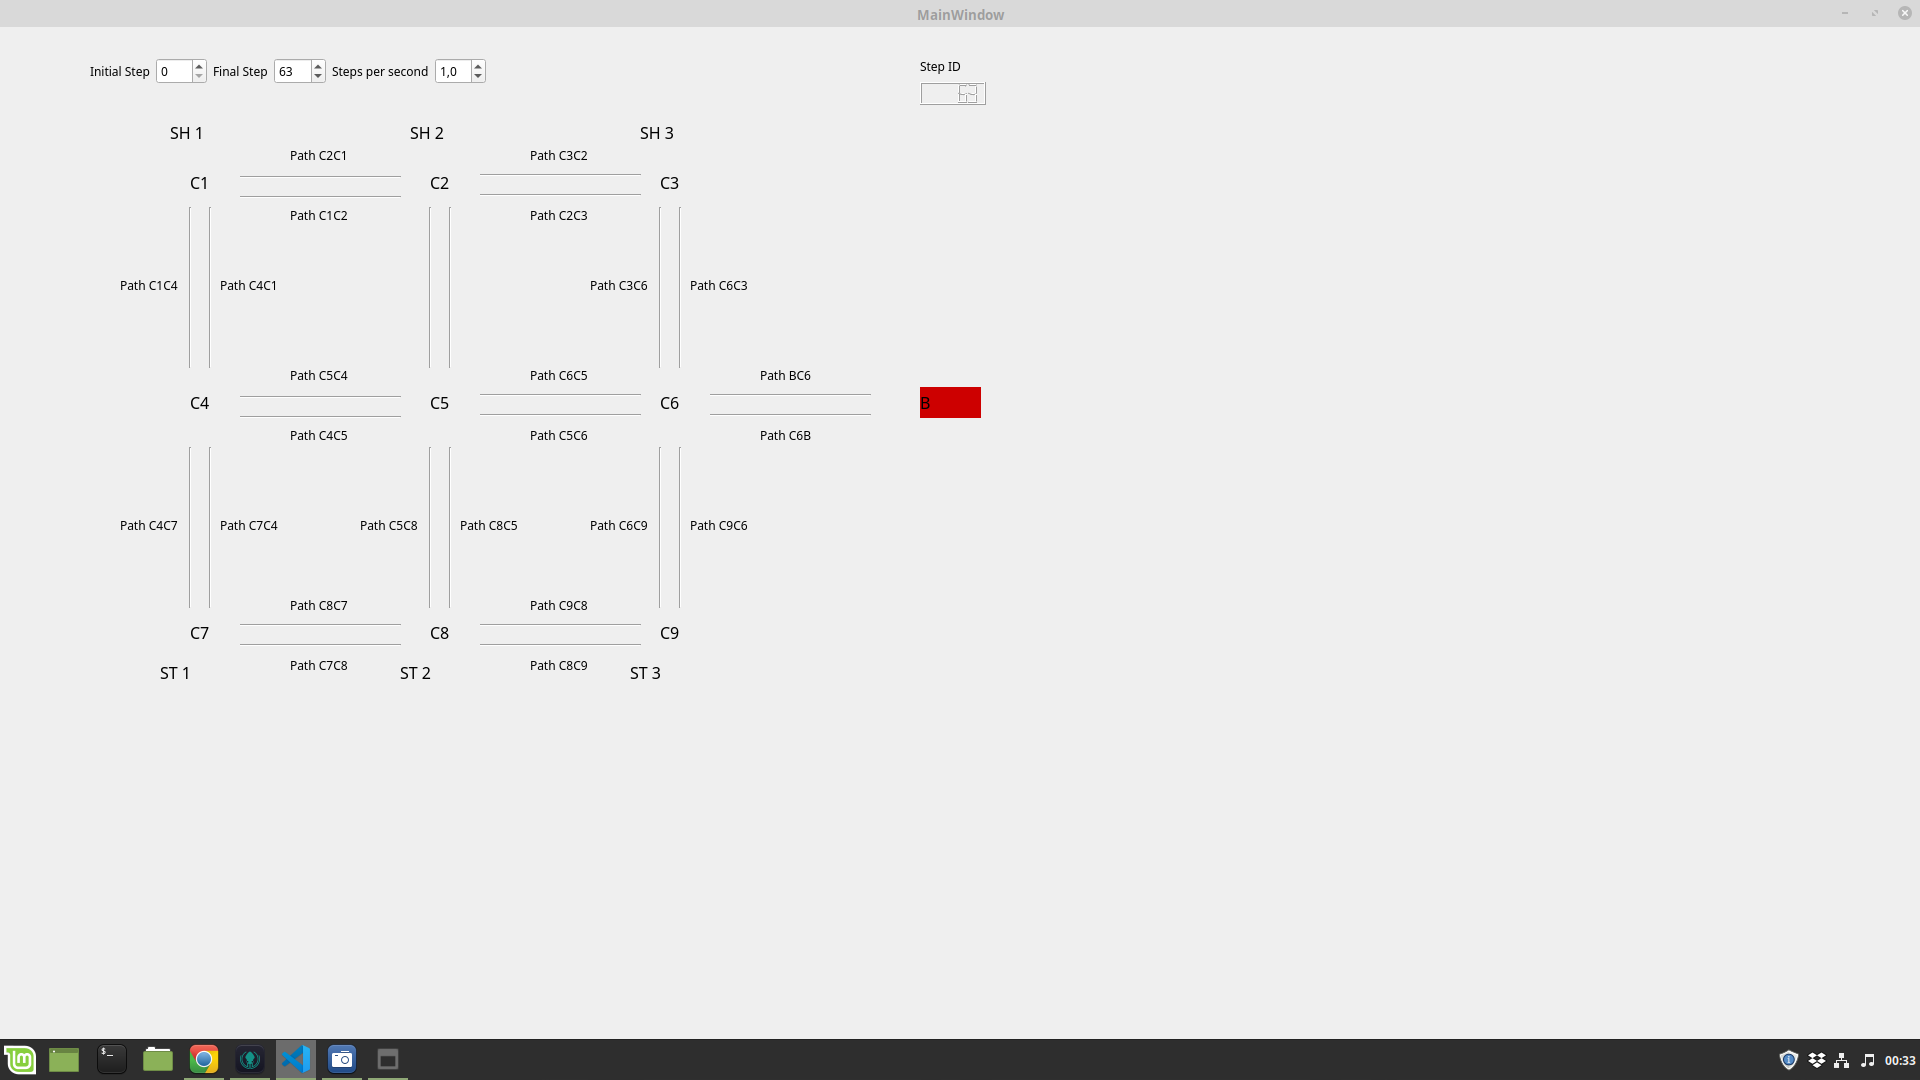 MainWindow
Initial Step 0 Final Step 63 Steps per second 1,0
Step ID
SH 1 SH 2 SH 3
Path C2C1 Path C3C2
C1 C2 C3
Path C1C2 Path C2C3
Path C1C4 Path C4C1 Path C3C6 Path C6C3
Path C5C4 Path C6C5 Path BC6
C4 C5 C6 B
Path C4C5 Path C5C6 Path C6B
Path C4C7 Path C7C4 Path C5C8 Path C8C5 Path C6C9 Path C9C6
Path C8C7 Path C9C8
C7 C8 C9
Path C7C8 Path C8C9
ST 1 ST 2 ST 3
00:33